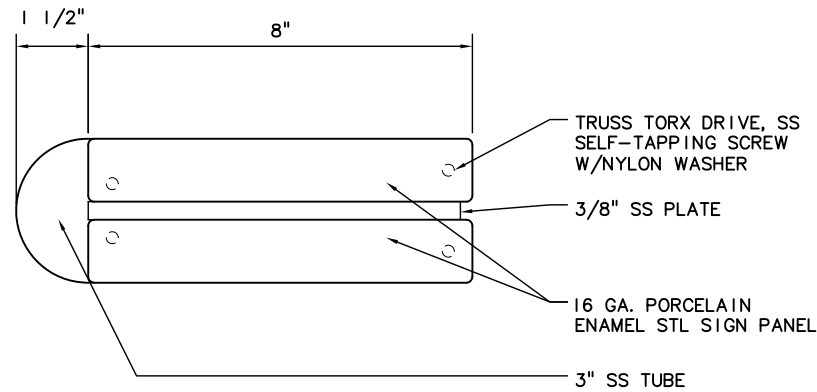 1 1/2"
8"
TRUSS TORX DRIVE, SS
SELF-TAPPING SCREW
W/NYLON WASHER
3/8" SS PLATE
16 GA. PORCELAIN
ENAMEL STL SIGN PANEL
3" SS TUBE